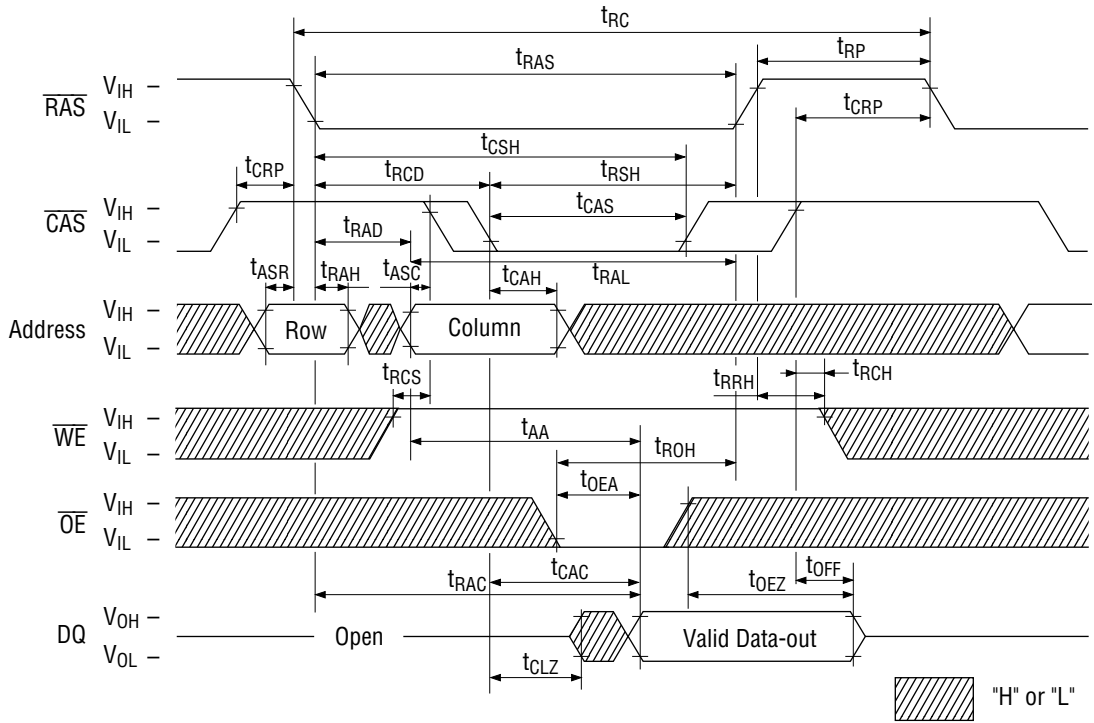 tRC
tRAS
tRP
RAS
VIH –
VIL –
tCRP
tCSH
tCRP
tRCD
tRSH
CAS
VIH –
VIL –
tCAS
tRAD
tRAL
tASR
tRAH
tASC
tCAH
Address
VIH –
VIL –
Row
Column
tRCS
tRRH
tRCH
WE
VIH –
VIL –
tAA
tROH
tOEA
OE
VIH –
VIL –
tCAC
tRAC
tOEZ
tOFF
DQ
VOH –
VOL –
Open
Valid Data-out
tCLZ
"H" or "L"